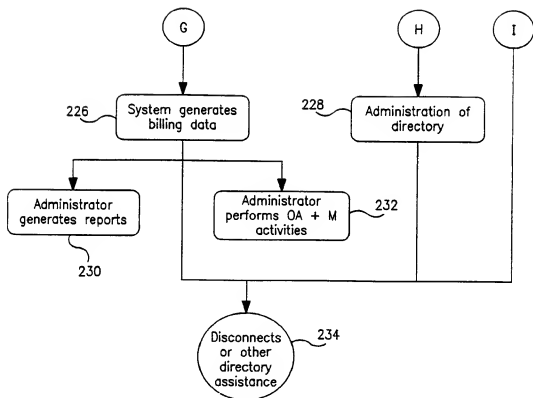 G
H
I
226
System generates
billing data
228
Administration of
directory
Administrator
generates reports
230
Administrator
performs OA + M
activities
232
Disconnects
or other
directory
assistance
234